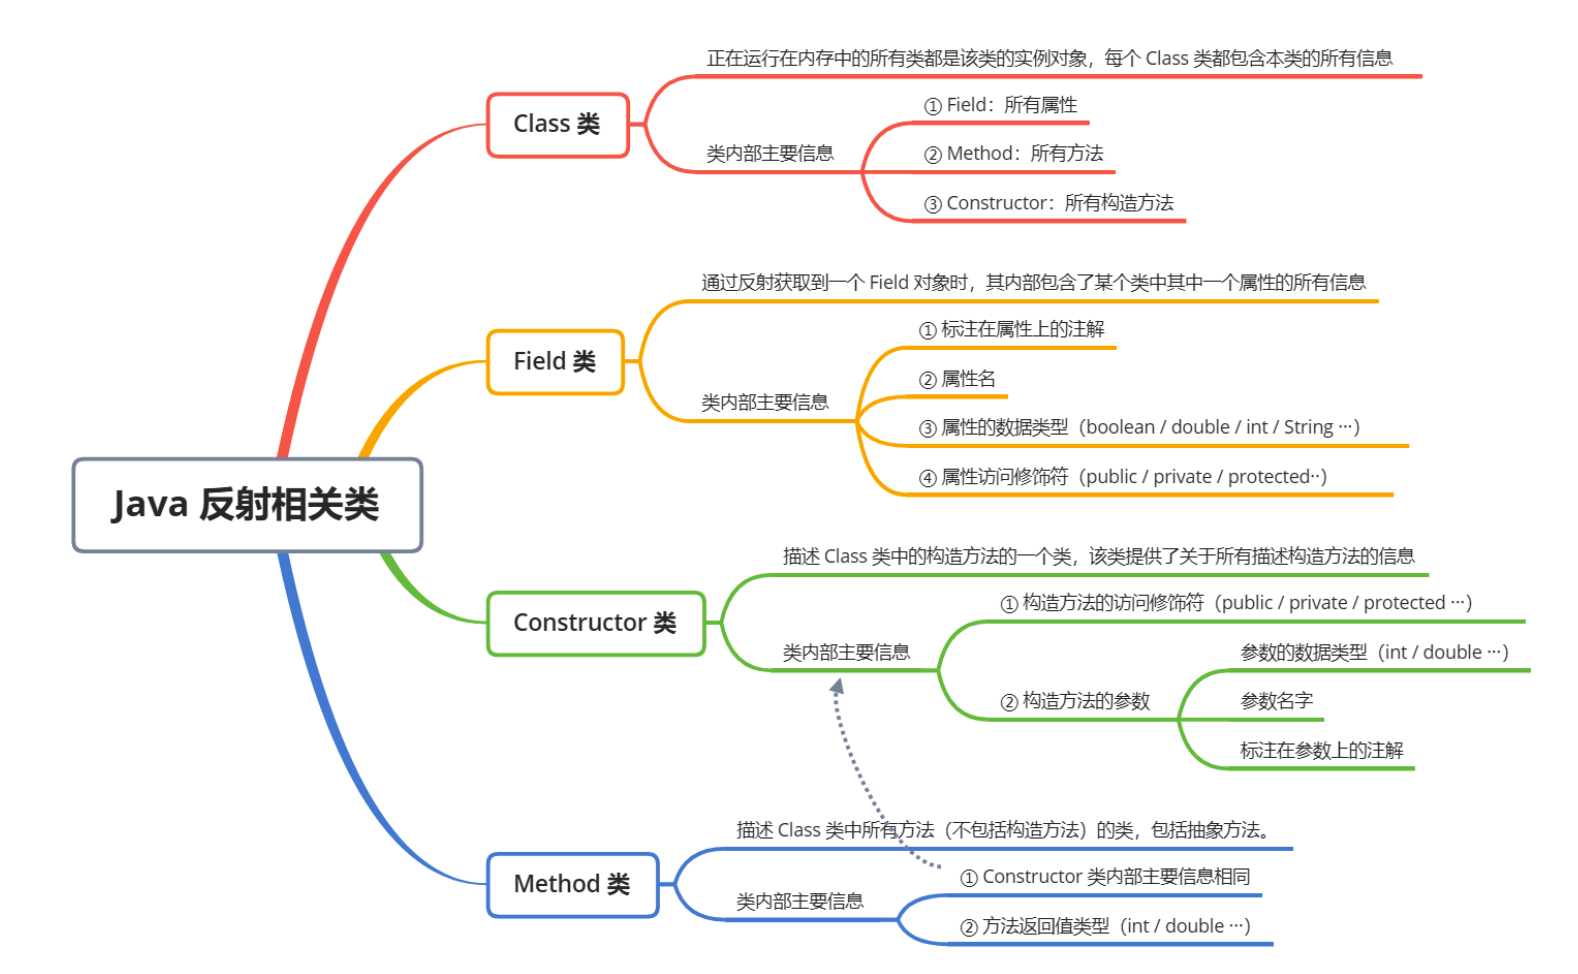 Java 反射相关类
Class 类
正在运行在内存中的所有类都是该类的实例对象，每个 Class 类都包含本类的所有信息
类内部主要信息
① Field：所有属性
② Method：所有方法
③ Constructor：所有构造方法
Field 类
通过反射获取到一个 Field 对象时，其内部包含了某个类中其中一个属性的所有信息
类内部主要信息
① 标注在属性上的注解
② 属性名
③ 属性的数据类型（boolean / double / int / String ···）
④ 属性访问修饰符（public / private / protected··）
Constructor 类
描述 Class 类中的构造方法的一个类，该类提供了关于所有描述构造方法的信息
类内部主要信息
① 构造方法的访问修饰符（public / private / protected ···）
② 构造方法的参数
参数的数据类型（int / double ···）
参数名字
标注在参数上的注解
Method 类
描述 Class 类中所有方法（不包括构造方法）的类，包括抽象方法。
类内部主要信息
① Constructor 类内部主要信息相同
② 方法返回值类型（int / double ···）